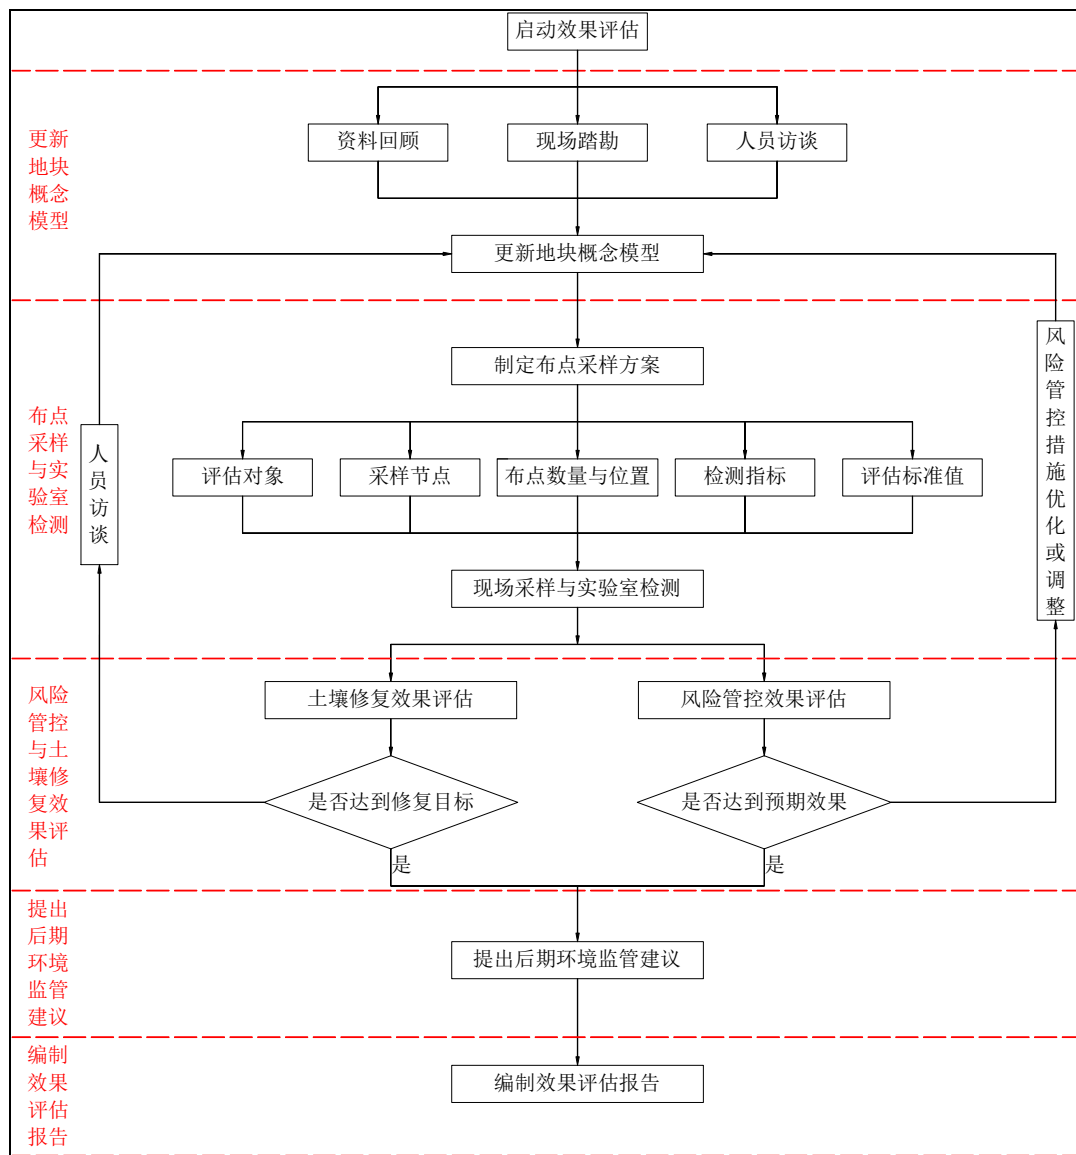 启动效果评估
更新
地块
概念
模型
资料回顾
现场踏勘
人员访谈
更新地块概念模型
布点
采样
与实
验室
检测
人
员
访
谈
制定布点采样方案
评估对象
采样节点
布点数量与位置
检测指标
评估标准值
现场采样与实验室检测
风
险
管
控
措
施
优
化
或
调
整
风险
管控
与土
壤修
复效
果评
估
土壤修复效果评估
风险管控效果评估
是否达到修复目标
是否达到预期效果
是
是
提出
后期
环境
监管
建议
提出后期环境监管建议
编制
效果
评估
报告
编制效果评估报告